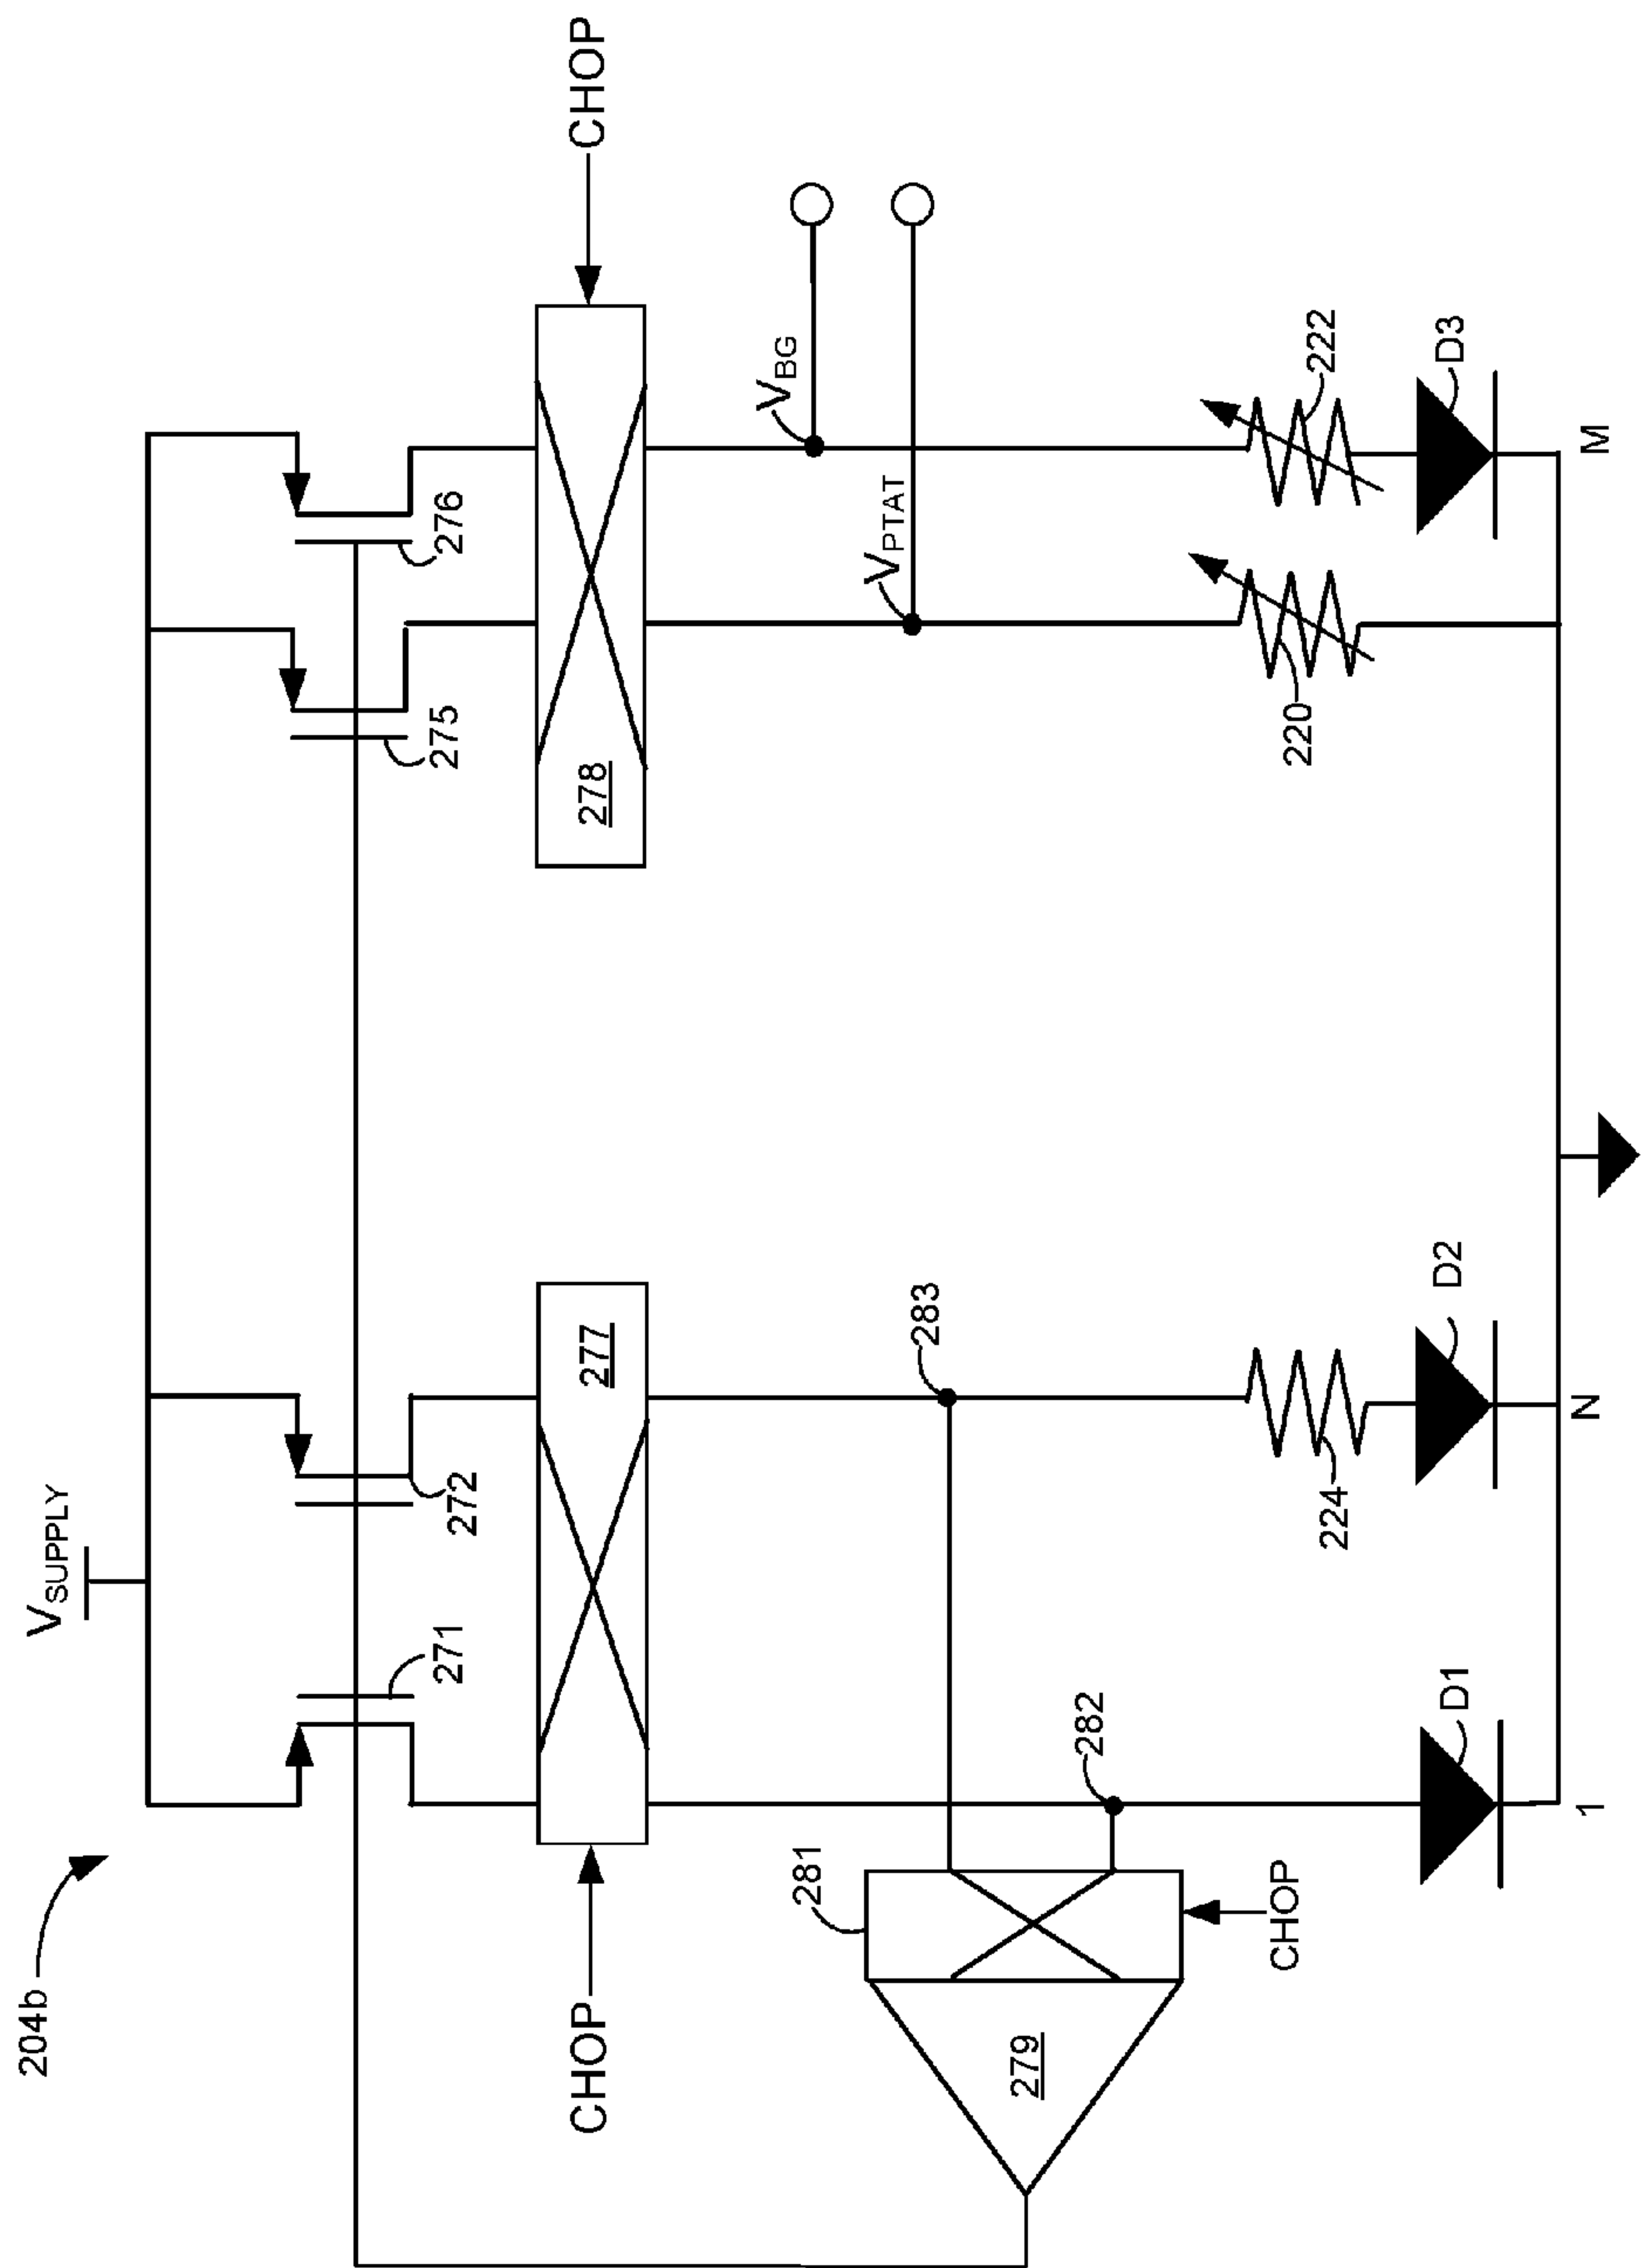 204b
V_SUPPLY
271
272
275
276
CHOP
277
278
CHOP
281
279
CHOP
282
283
V_PTAT
V_BG
224
220
222
D1
D2
D3
1
N
M